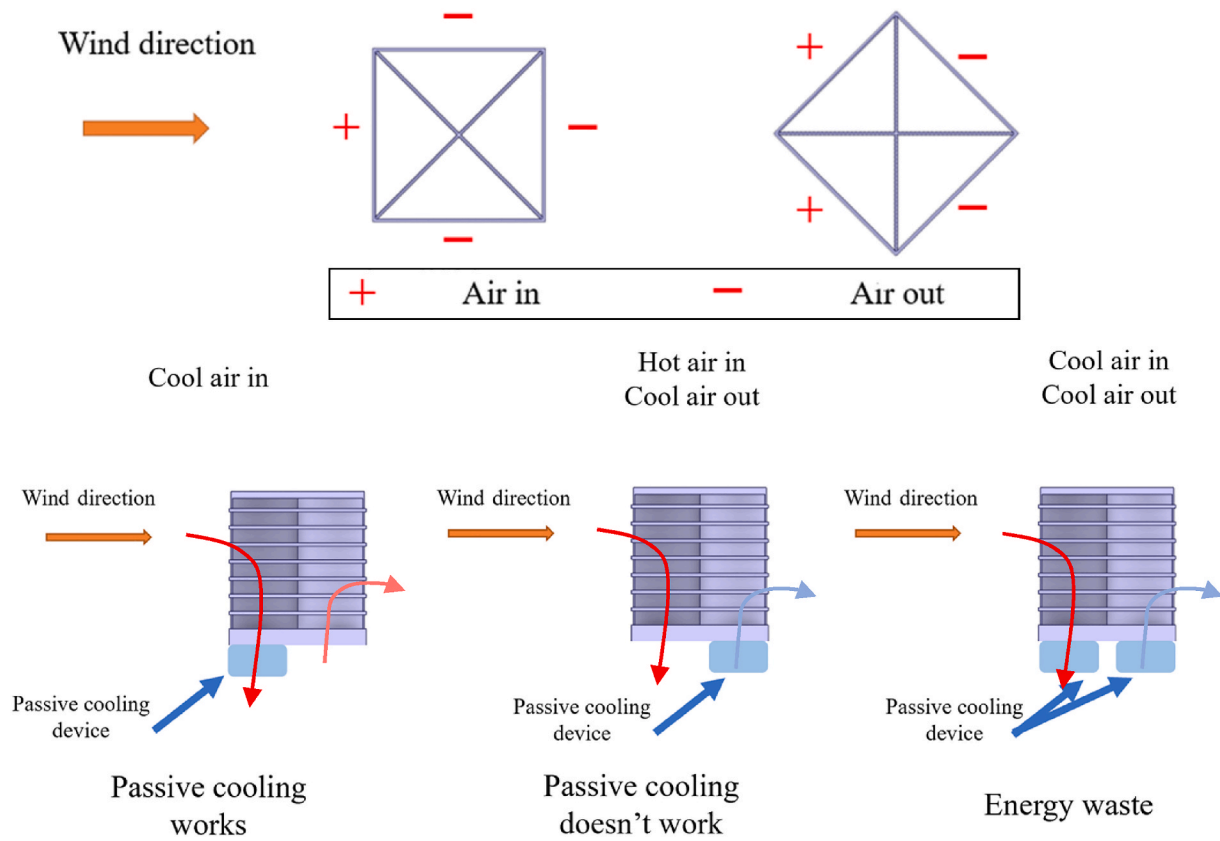 Wind direction
−
+
−
−
+
−
+
−
+ Air in − Air out
Cool air in
Hot air in
Cool air out
Cool air in
Cool air out
Wind direction
Passive cooling
device
Passive cooling
works
Wind direction
Passive cooling
device
Passive cooling
doesn’t work
Wind direction
Passive cooling
device
Energy waste